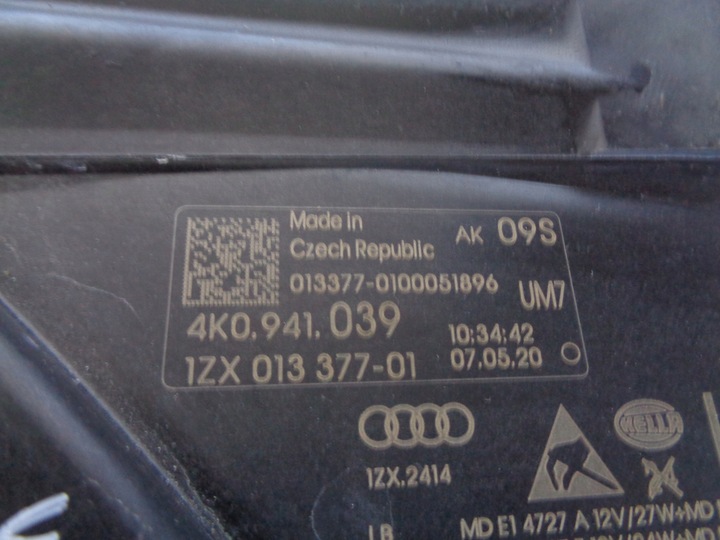 Made in
Czech Republic
AK 09S
013377-0100051896
UM7
4K0.941.039
10:34:42
1ZX 013 377-01
07.05.20
HELLA
1ZX.2414
LB MD E1 4727 A 12V/27W+MD